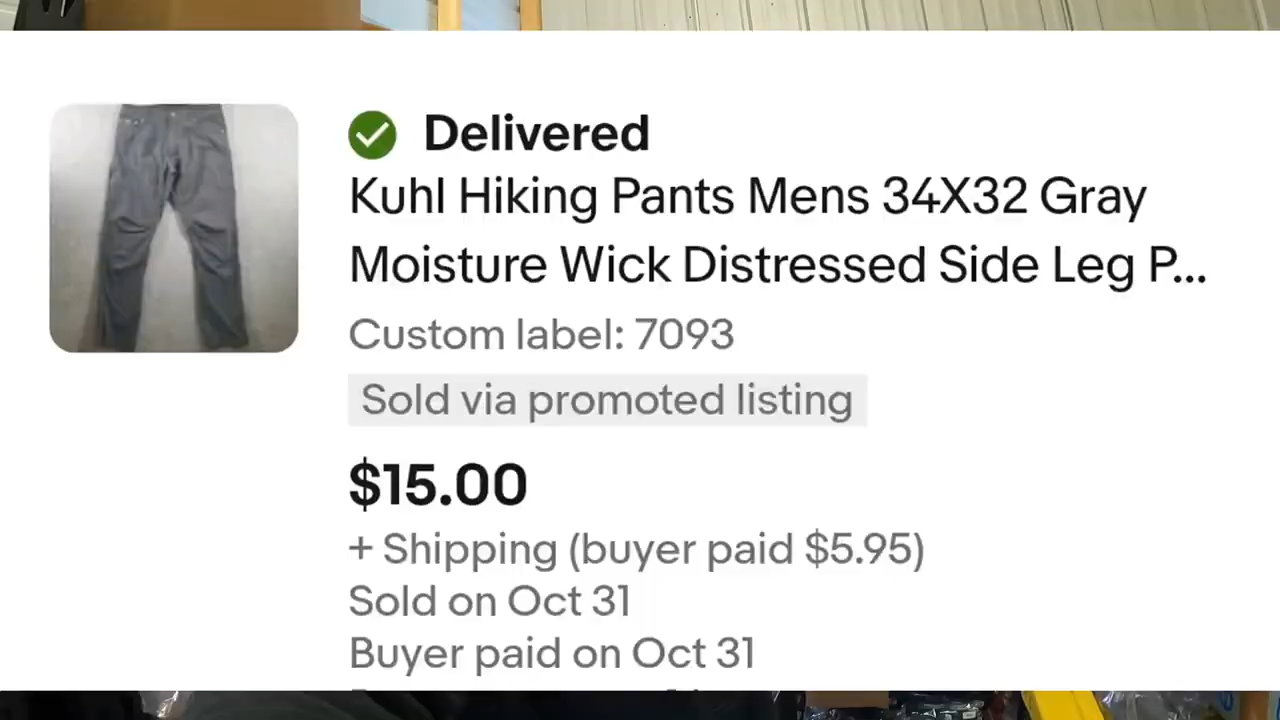 Delivered
Kuhl Hiking Pants Mens 34X32 Gray
Moisture Wick Distressed Side Leg P...
Custom label: 7093
Sold via promoted listing
$15.00
+ Shipping (buyer paid $5.95)
Sold on Oct 31
Buyer paid on Oct 31